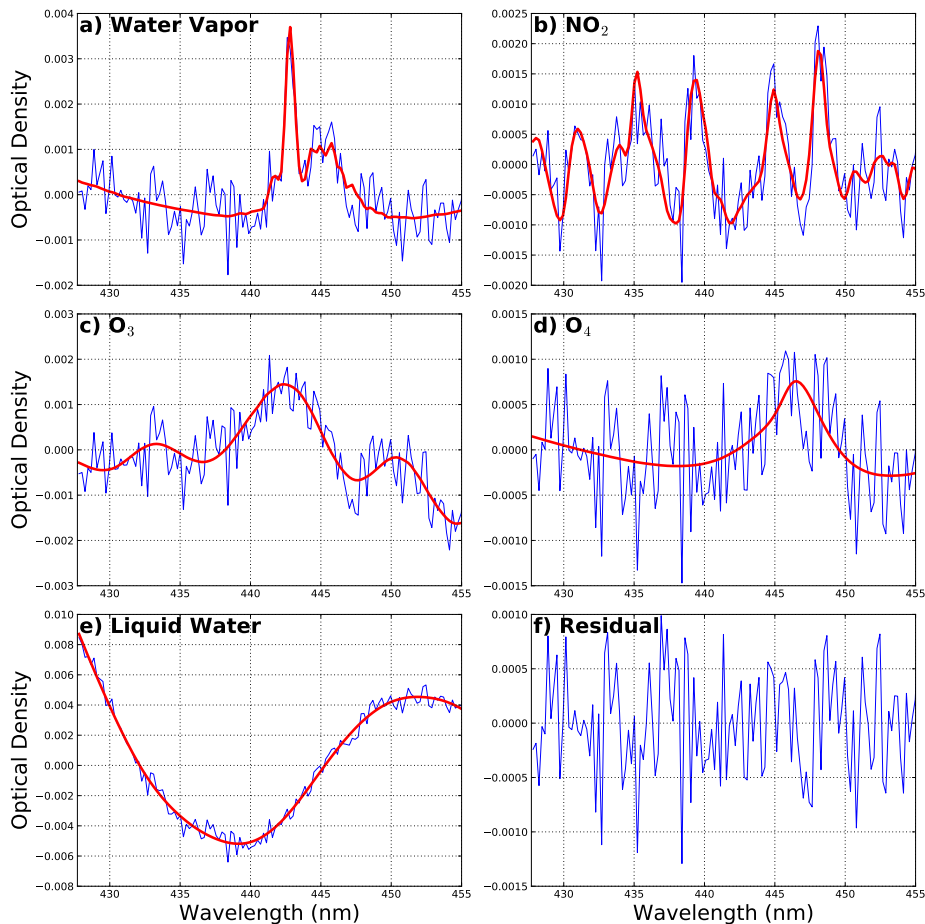 a) Water Vapor
Optical Density
0.004
0.003
0.002
0.001
0.000
−0.001
−0.002
430 435 440 445 450 455
b) NO₂
0.0025
0.0020
0.0015
0.0010
0.0005
0.0000
−0.0005
−0.0010
−0.0015
−0.0020
430 435 440 445 450 455
c) O₃
Optical Density
0.003
0.002
0.001
0.000
−0.001
−0.002
−0.003
430 435 440 445 450 455
d) O₄
0.0015
0.0010
0.0005
0.0000
−0.0005
−0.0010
−0.0015
430 435 440 445 450 455
e) Liquid Water
Optical Density
0.010
0.008
0.006
0.004
0.002
0.000
−0.002
−0.004
−0.006
−0.008
430 435 440 445 450 455
Wavelength (nm)
f) Residual
0.0010
0.0005
0.0000
−0.0005
−0.0010
−0.0015
430 435 440 445 450 455
Wavelength (nm)